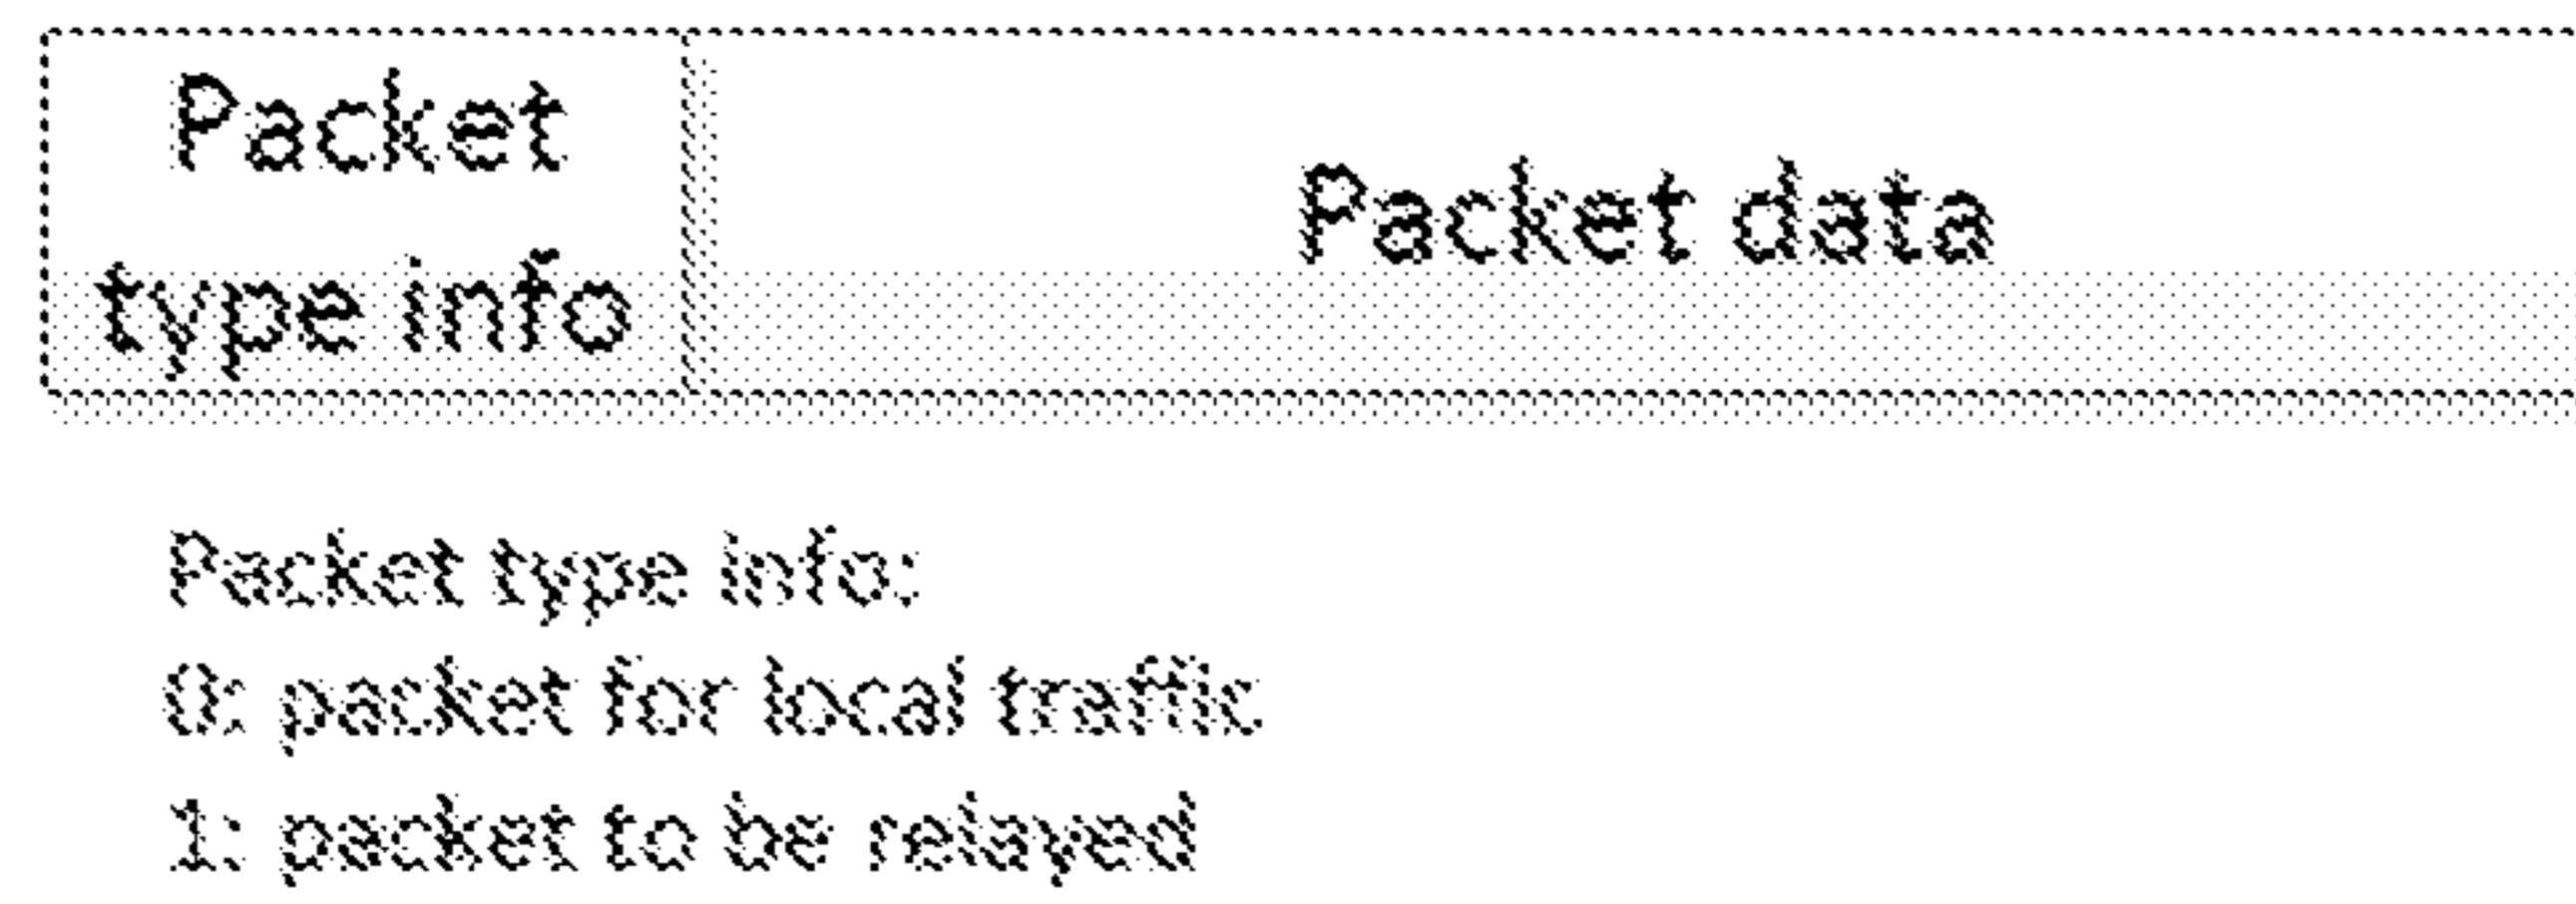 Packet
type info
Packet data
Packet type info:
0: packet for local traffic
1: packet to be relayed